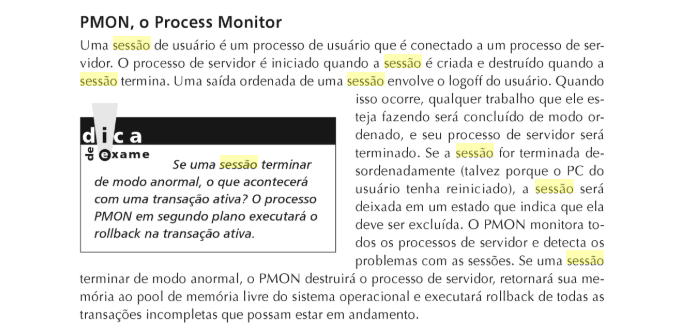 PMON, o Process Monitor
Uma sessão de usuário é um processo de usuário que é conectado a um processo de ser-
vidor. O processo de servidor é iniciado quando a sessão é criada e destruído quando a
sessão termina. Uma saída ordenada de uma sessão envolve o logoff do usuário. Quando
isso ocorre, qualquer trabalho que ele es-
teja fazendo será concluído de modo or-
denado, e seu processo de servidor será
terminado. Se a sessão for terminada de-
sordenadamente (talvez porque o PC do
usuário tenha reiniciado), a sessão será
deixada em um estado que indica que ela
deve ser excluída. O PMON monitora to-
dos os processos de servidor e detecta os
problemas com as sessões. Se uma sessão
terminar de modo anormal, o PMON destruirá o processo de servidor, retornará sua me-
mória ao pool de memória livre do sistema operacional e executará rollback de todas as
transações incompletas que possam estar em andamento.
dica
de exame
Se uma sessão terminar
de modo anormal, o que acontecerá
com uma transação ativa? O processo
PMON em segundo plano executará o
rollback na transação ativa.